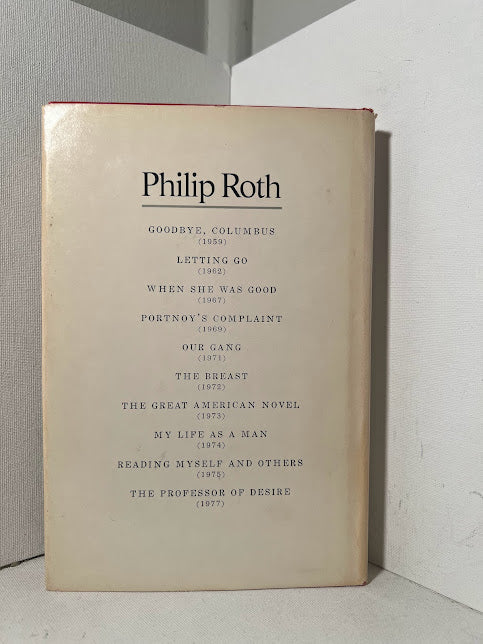 Philip Roth
GOODBYE, COLUMBUS
(1959)
LETTING GO
(1962)
WHEN SHE WAS GOOD
(1967)
PORTNOY'S COMPLAINT
(1969)
OUR GANG
(1971)
THE BREAST
(1972)
THE GREAT AMERICAN NOVEL
(1973)
MY LIFE AS A MAN
(1974)
READING MYSELF AND OTHERS
(1975)
THE PROFESSOR OF DESIRE
(1977)